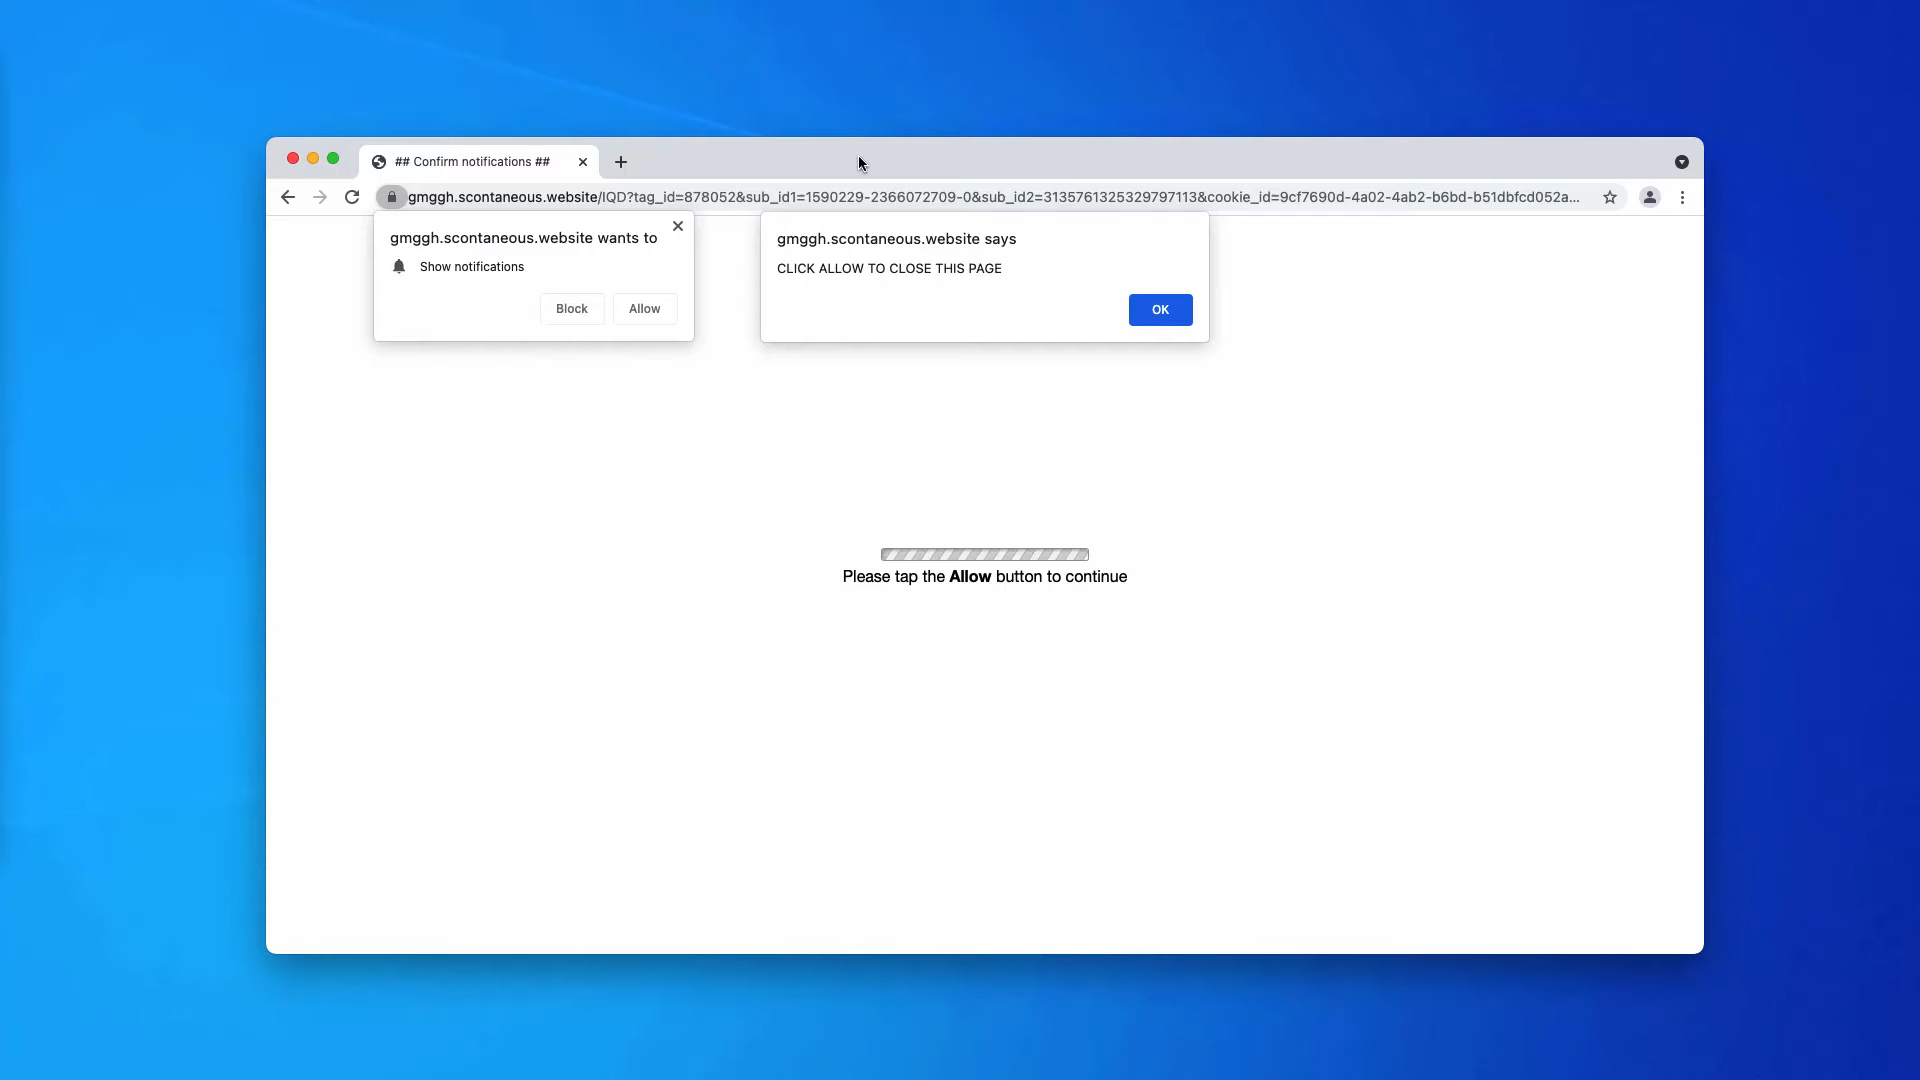 ## Confirm notifications ##
gmggh.scontaneous.website/IQD?tag_id=878052&sub_id1=1590229-2366072709-0&sub_id2=3135761325329797113&cookie_id=9cf7690d-4a02-4ab2-b6bd-b51dbfcd052a...
gmggh.scontaneous.website wants to
Show notifications
Block
Allow
gmggh.scontaneous.website says
CLICK ALLOW TO CLOSE THIS PAGE
OK
Please tap the Allow button to continue